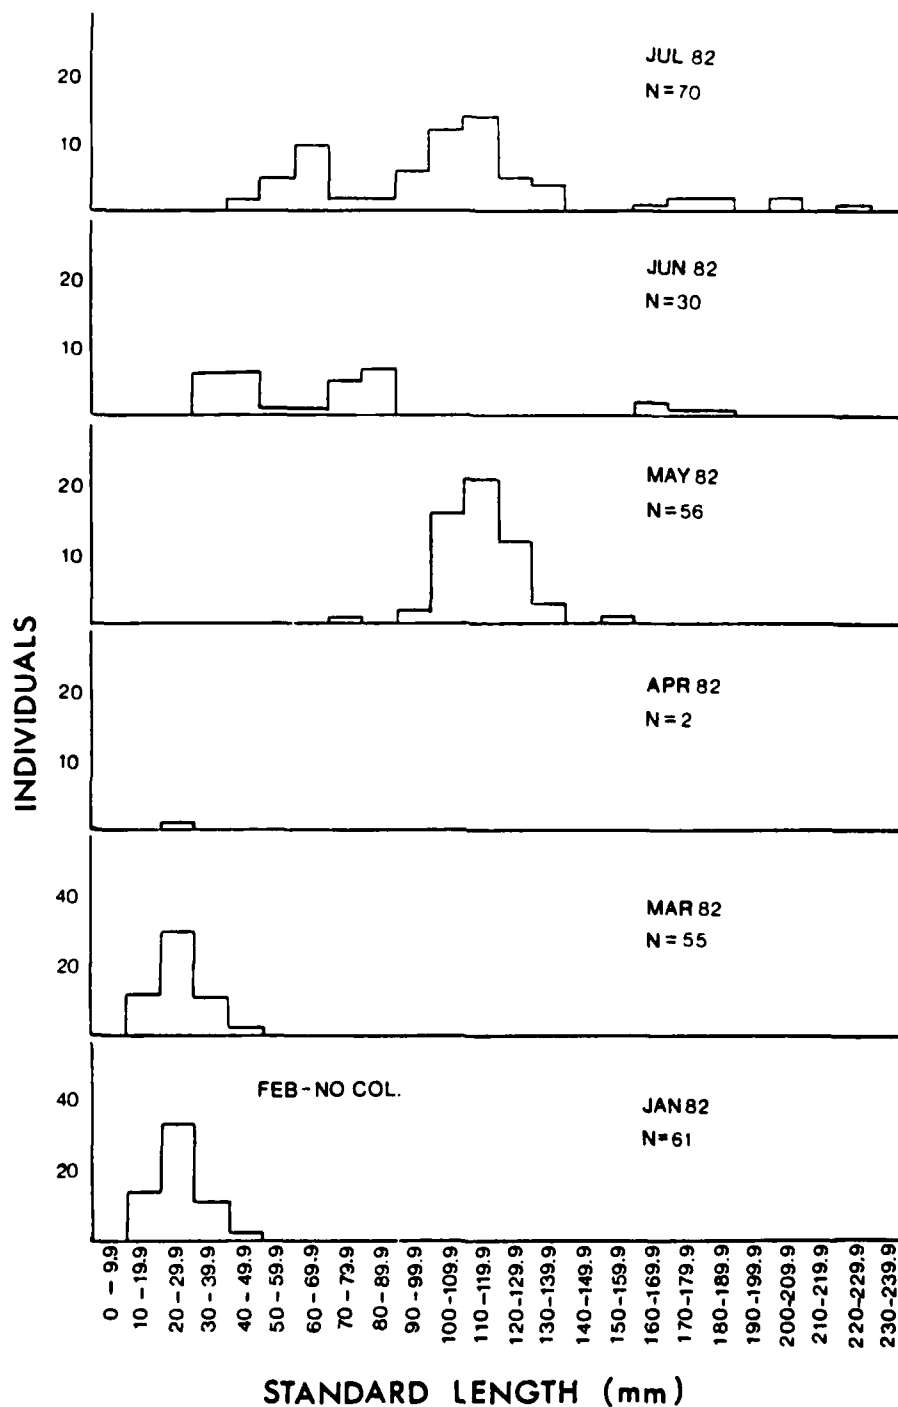 JUL 82
N=70
20
10
JUN 82
N=30
20
10
MAY 82
N=56
20
10
INDIVIDUALS
APR 82
N=2
20
10
MAR 82
N=55
40
20
FEB-NO COL.
JAN 82
N=61
40
20
0-9.9
10-19.9
20-29.9
30-39.9
40-49.9
50-59.9
60-69.9
70-79.9
80-89.9
90-99.9
100-109.9
110-119.9
120-129.9
130-139.9
140-149.9
150-159.9
160-169.9
170-179.9
180-189.9
190-199.9
200-209.9
210-219.9
220-229.9
230-239.9
STANDARD LENGTH (mm)